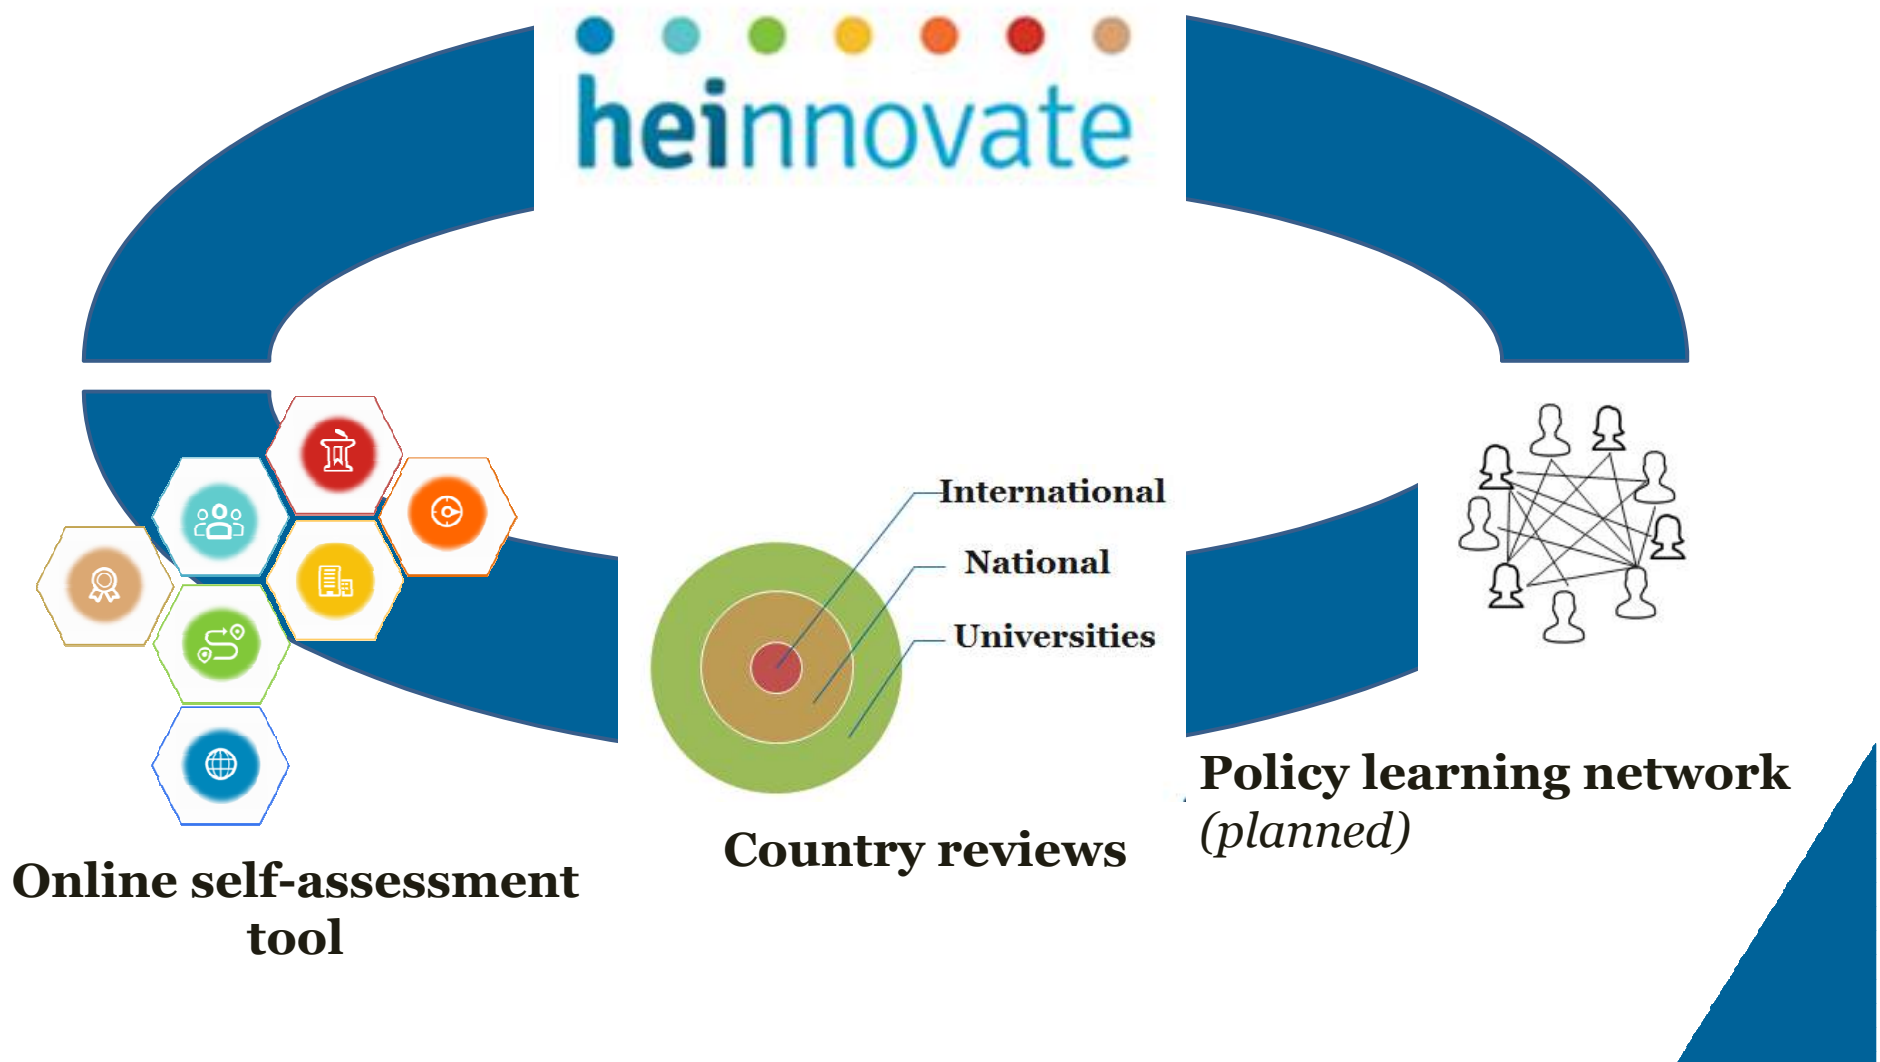 heinnovate
International
National
Universities
Policy learning network
(planned)
Country reviews
Online self-assessment
tool